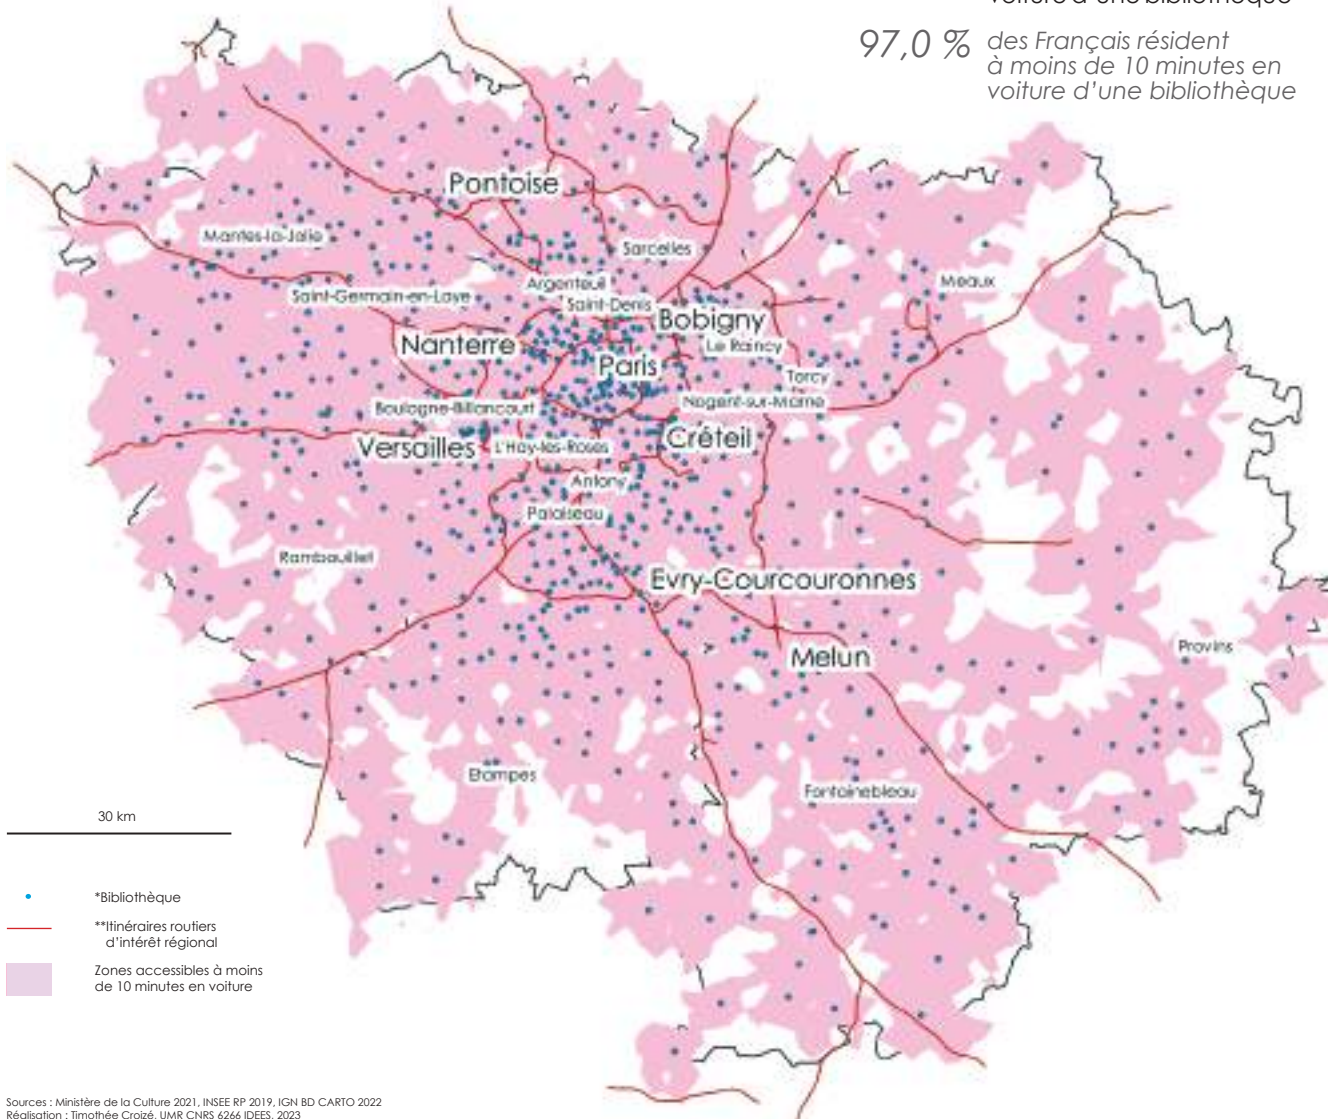 voiture d'une bibliothèque
97,0 % des Français résident
à moins de 10 minutes en
voiture d'une bibliothèque
Pontoise
Mantes-la-Jolie
Sarcelles
Meaux
Argenteuil
Saint-Germain-en-Laye
Saint-Denis
Bobigny
Nanterre
Le Raincy
Paris
Torcy
Nogent-sur-Marne
Boulogne-Billancourt
Créteil
Versailles
L'Hay-les-Roses
Antony
Palaiseau
Rambouillet
Evry-Courcouronnes
Provins
Melun
Etampes
Fontainebleau
30 km
*Bibliothèque
**Itinéraires routiers
d'intérêt régional
Zones accessibles à moins
de 10 minutes en voiture
Sources : Ministère de la Culture 2021, INSEE RP 2019, IGN BD CARTO 2022
Réalisation : Timothée Croizé, UMR CNRS 6266 IDEES, 2023